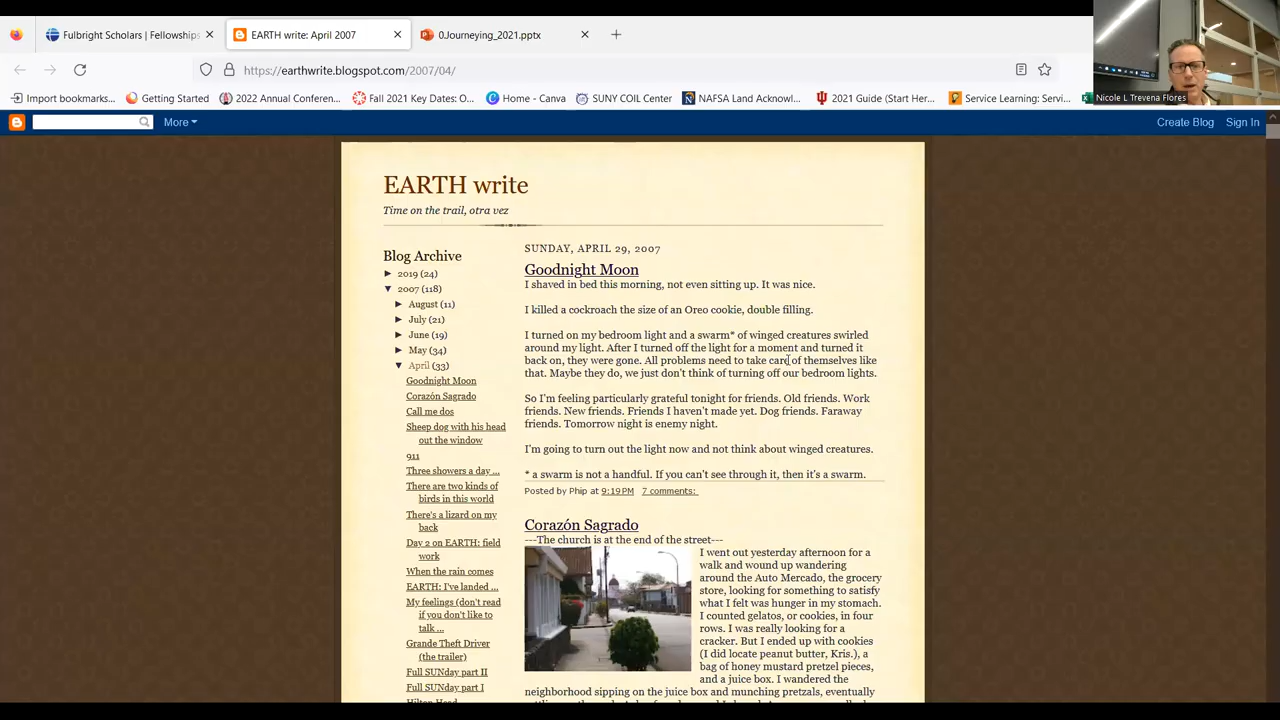 Fulbright Scholars | Fellowships
EARTH write: April 2007
0Journeying_2021.pptx
https://earthwrite.blogspot.com/2007/04/
Import bookmarks...
Getting Started
2022 Annual Conferen...
Fall 2021 Key Dates: O...
Home - Canva
SUNY COIL Center
NAFSA Land Acknowl...
2021 Guide (Start Her...
Service Learning: Servi...
Nicole L Trevena Flores
More
Create Blog
Sign In
EARTH write
Time on the trail, otra vez
Blog Archive
► 2019 (24)
▼ 2007 (118)
► August (11)
► July (21)
► June (19)
► May (34)
▼ April (33)
Goodnight Moon
Corazón Sagrado
Call me dos
Sheep dog with his head
out the window
911
Three showers a day ...
There are two kinds of
birds in this world
There's a lizard on my
back
Day 2 on EARTH: field
work
When the rain comes
EARTH: I've landed ...
My feelings (don't read
if you don't like to
talk ...
Grande Theft Driver
(the trailer)
Full SUNday part II
Full SUNday part I
Hilton Head
SUNDAY, APRIL 29, 2007
Goodnight Moon
I shaved in bed this morning, not even sitting up. It was nice.
I killed a cockroach the size of an Oreo cookie, double filling.
I turned on my bedroom light and a swarm* of winged creatures swirled
around my light. After I turned off the light for a moment and turned it
back on, they were gone. All problems need to take care of themselves like
that. Maybe they do, we just don't think of turning off our bedroom lights.
So I'm feeling particularly grateful tonight for friends. Old friends. Work
friends. New friends. Friends I haven't made yet. Dog friends. Faraway
friends. Tomorrow night is enemy night.
I'm going to turn out the light now and not think about winged creatures.
* a swarm is not a handful. If you can't see through it, then it's a swarm.
Posted by Phip at 9:19 PM 7 comments:
Corazón Sagrado
---The church is at the end of the street---
I went out yesterday afternoon for a
walk and wound up wandering
around the Auto Mercado, the grocery
store, looking for something to satisfy
what I felt was hunger in my stomach.
I counted gelatos, or cookies, in four
rows. I was really looking for a
cracker. But I ended up with cookies
(I did locate peanut butter, Kris.), a
bag of honey mustard pretzel pieces,
and a juice box. I wandered the
neighborhood sipping on the juice box and munching pretzals, eventually